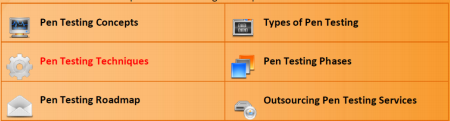 Pen Testing Concepts
Types of Pen Testing
Pen Testing Techniques
Pen Testing Phases
Pen Testing Roadmap
Outsourcing Pen Testing Services